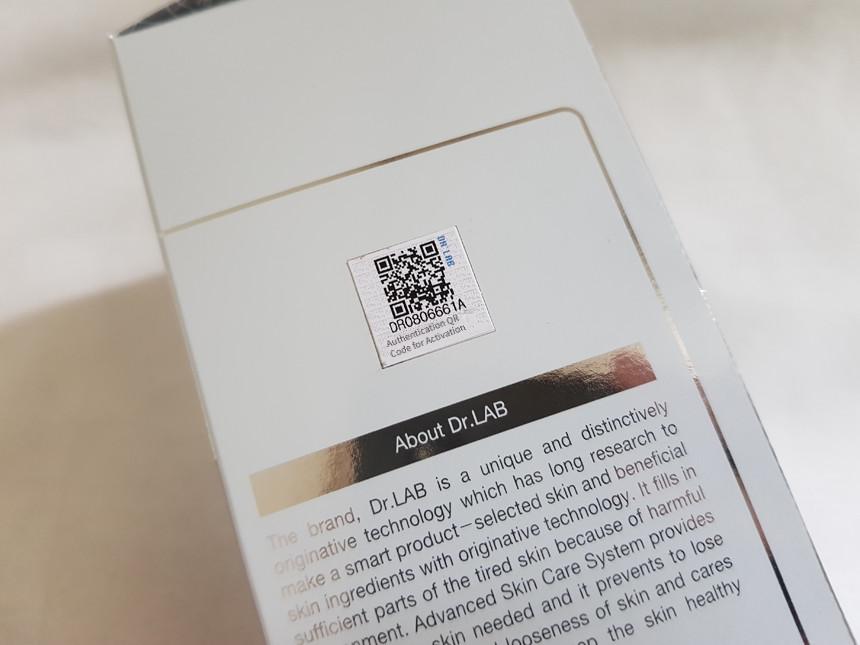 DR LAB
DR0806661A
Authentication QR
Code for Activation
About Dr.LAB
The brand, Dr.LAB is a unique and distinctively
originative technology which has long research to
make a smart product-selected skin and beneficial
skin ingredients with originative technology. It fills in
sufficient parts of the tired skin because of harmful
Advanced Skin Care System provides
skin needed and it prevents to lose
looseness of skin and cares
the skin healthy